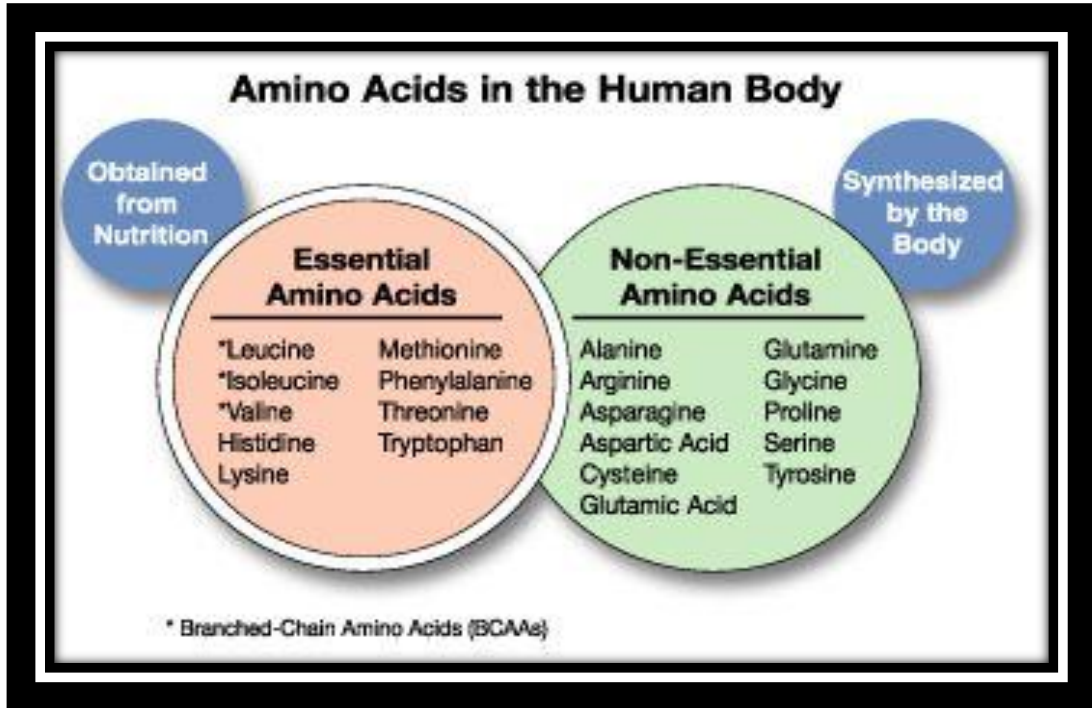 Amino Acids in the Human Body
Obtained
from
Nutrition
Synthesized
by the
Body
Essential
Amino Acids
*Leucine
*Isoleucine
*Valine
Histidine
Lysine
Methionine
Phenylalanine
Threonine
Tryptophan
Non-Essential
Amino Acids
Alanine
Arginine
Asparagine
Aspartic Acid
Cysteine
Glutamic Acid
Glutamine
Glycine
Proline
Serine
Tyrosine
* Branched-Chain Amino Acids (BCAAs)